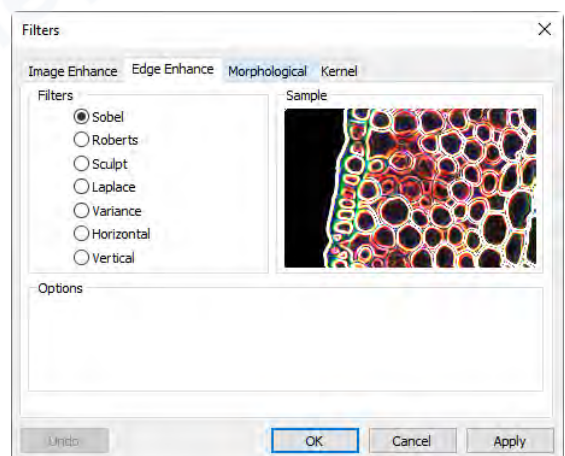 Filters
Image Enhance Edge Enhance Morphological Kernel
Filters
Sobel
Roberts
Sculpt
Laplace
Variance
Horizontal
Vertical
Sample
Options
Undo OK Cancel Apply